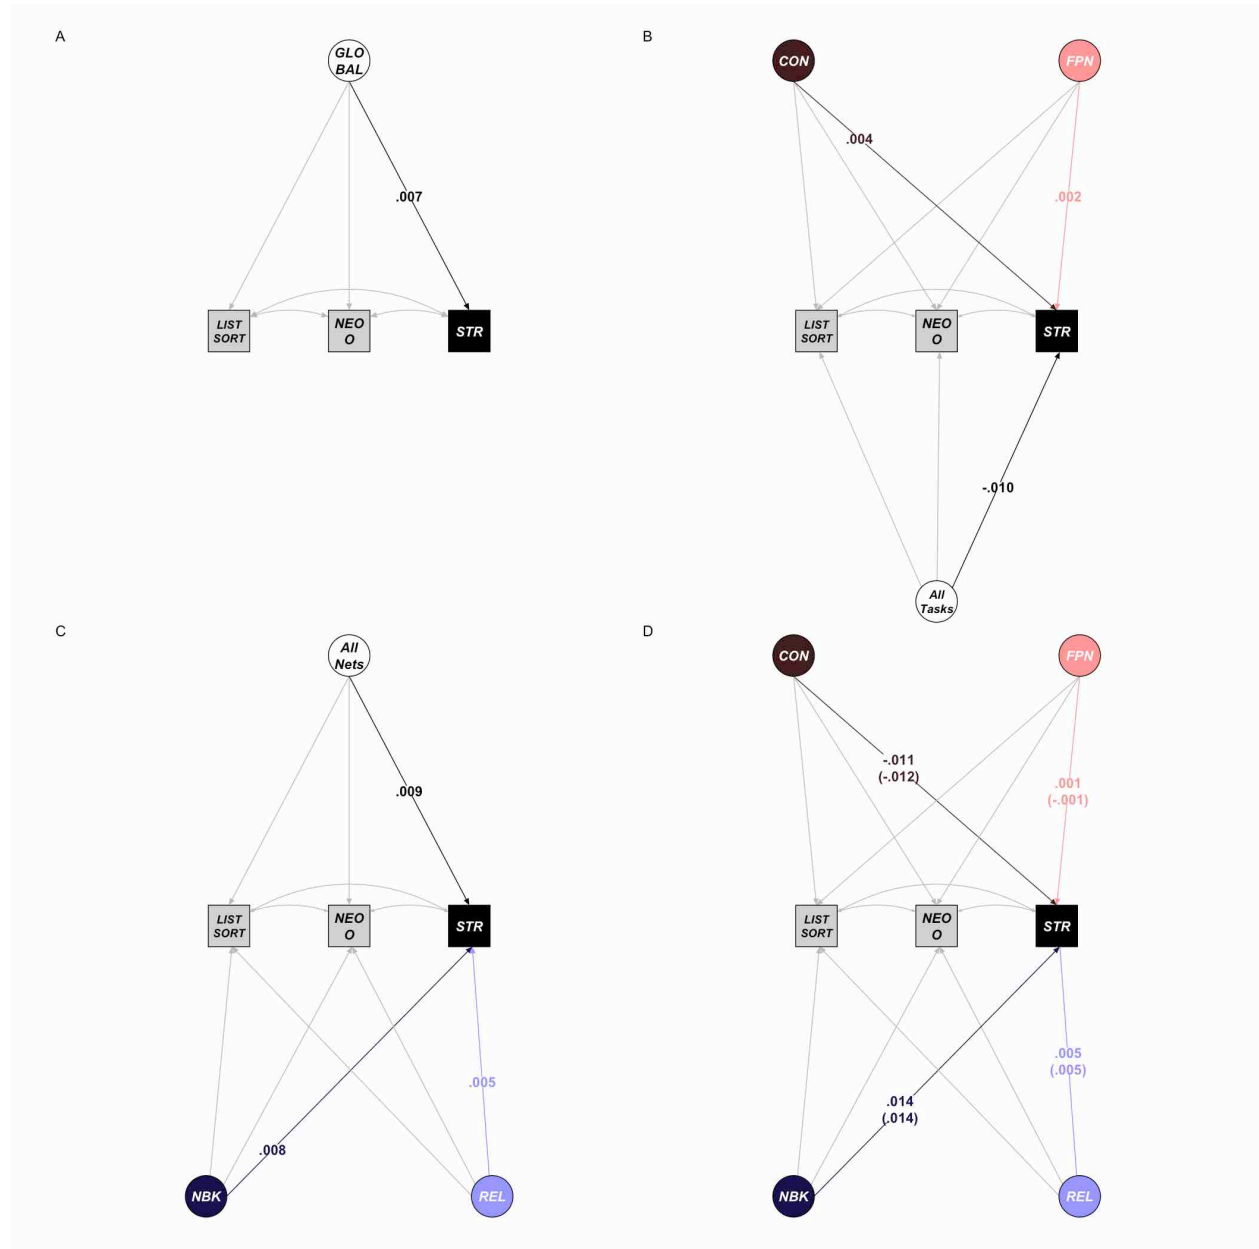 A
GLO
BAL
.007
LIST
SORT
NEO
O
STR
B
CON
FPN
.004
.002
LIST
SORT
NEO
O
STR
-.010
All
Tasks
C
All
Nets
.009
LIST
SORT
NEO
O
STR
.005
.008
NBK
REL
D
CON
FPN
-.011
(-.012)
.001
(-.001)
LIST
SORT
NEO
O
STR
.005
(.005)
.014
(.014)
NBK
REL